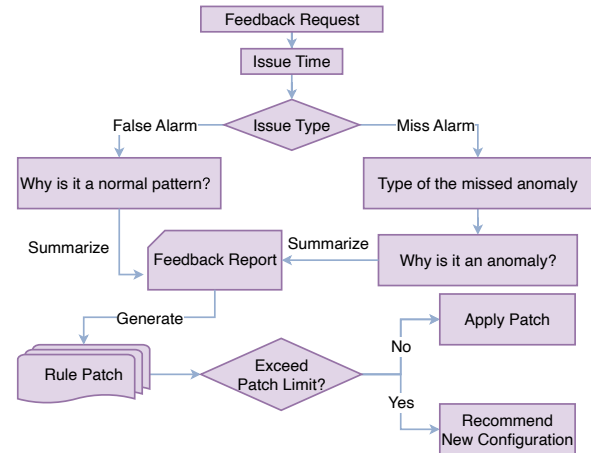 Feedback Request
Issue Time
Issue Type
False Alarm
Miss Alarm
Why is it a normal pattern?
Type of the missed anomaly
Summarize
Feedback Report
Summarize
Why is it an anomaly?
Generate
Rule Patch
Exceed
Patch Limit?
No
Apply Patch
Yes
Recommend
New Configuration